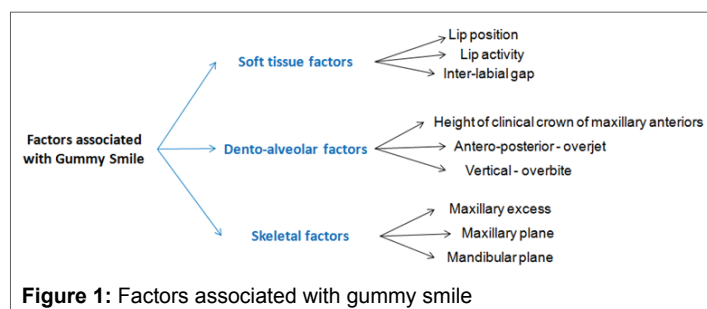 Lip position
Lip activity
Inter-labial gap
Soft tissue factors
Factors associated
with Gummy Smile
Height of clinical crown of maxillary anteriors
Antero-posterior - overjet
Vertical - overbite
Dento-alveolar factors
Maxillary excess
Maxillary plane
Mandibular plane
Skeletal factors
Figure 1: Factors associated with gummy smile